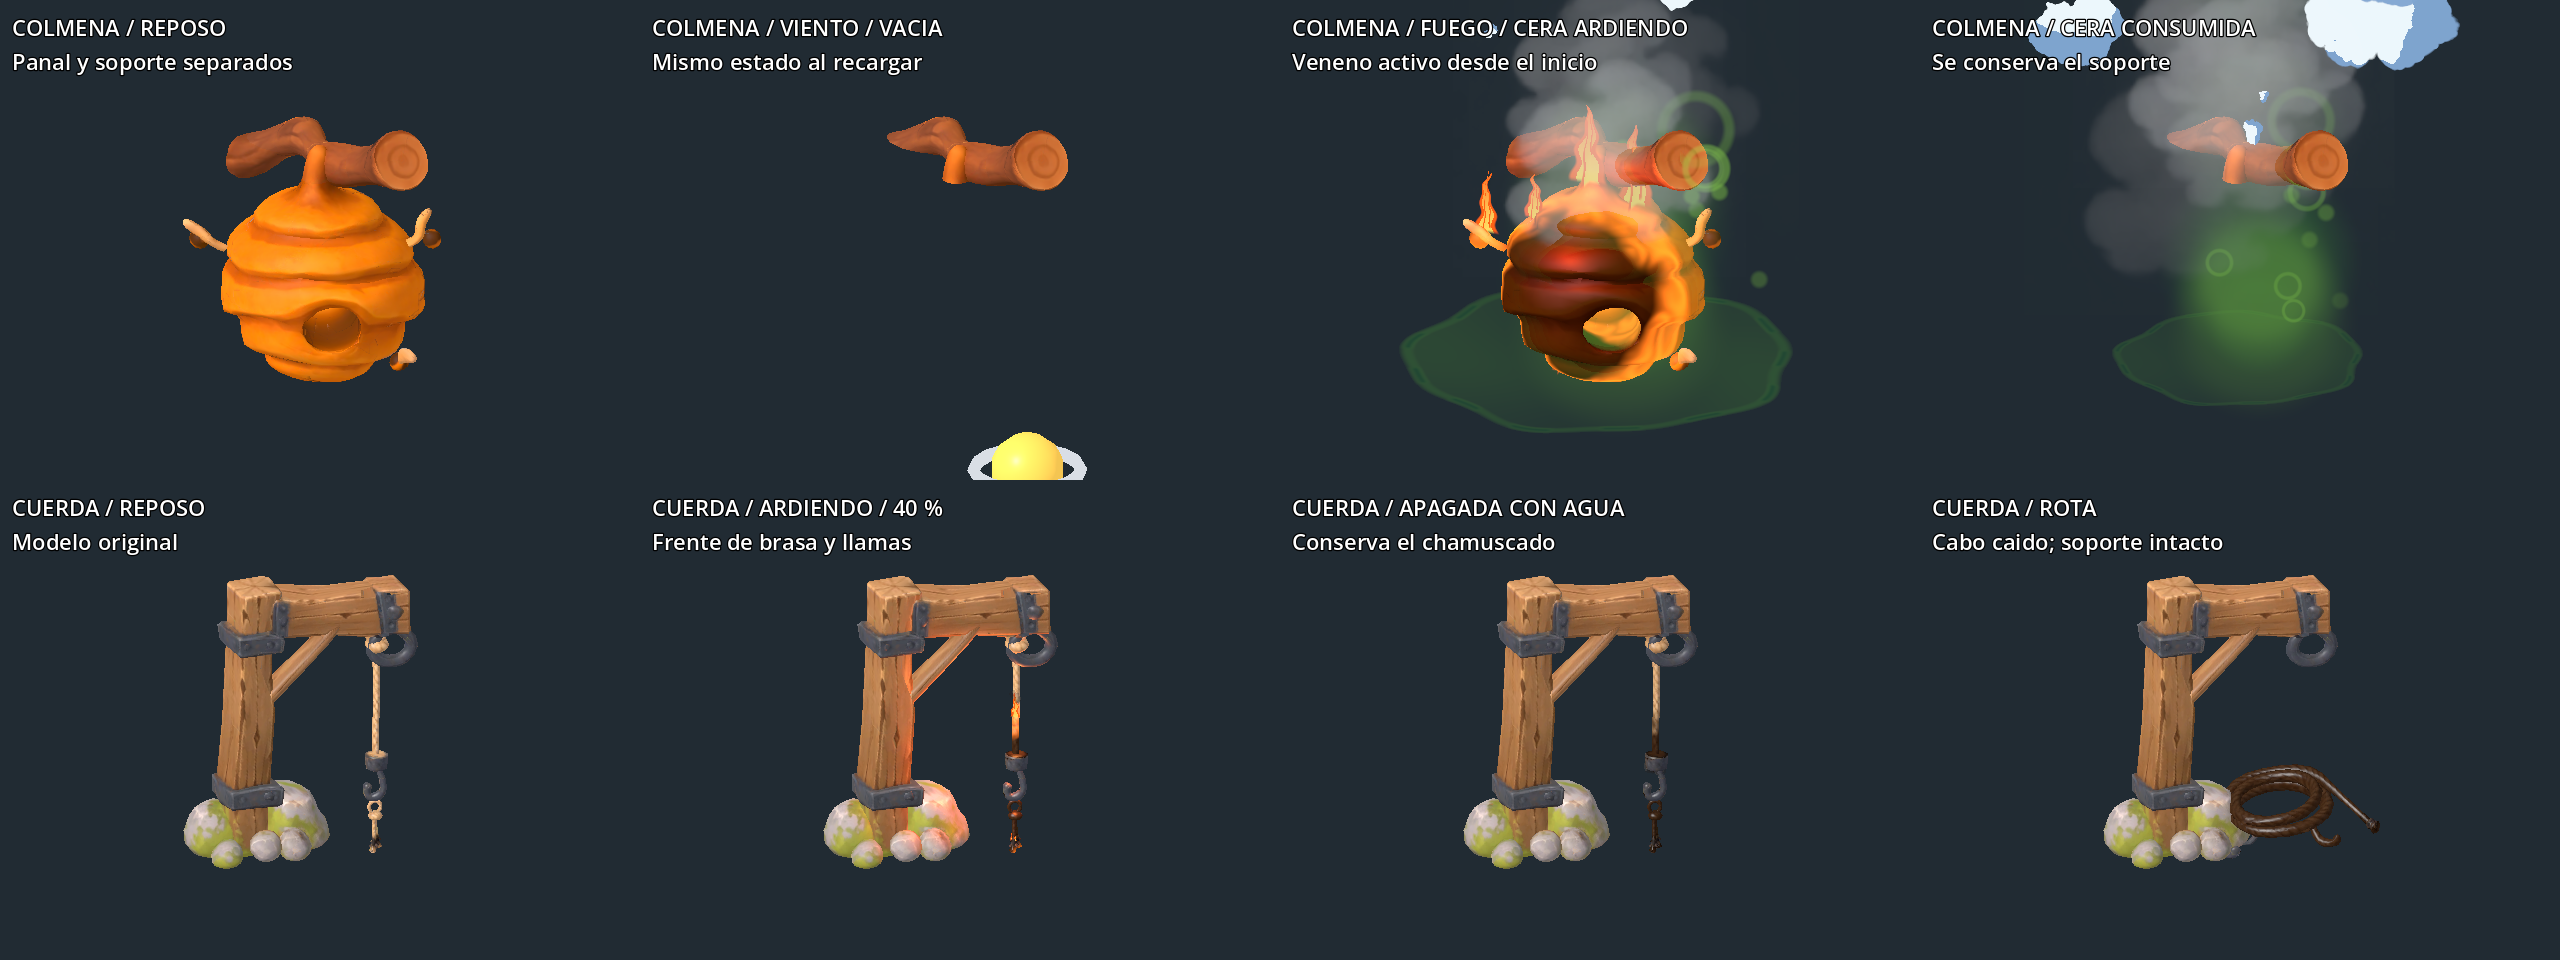 COLMENA / REPOSO
Panal y soporte separados
COLMENA / VIENTO / VACIA
Mismo estado al recargar
COLMENA / FUEGO / CERA ARDIENDO
Veneno activo desde el inicio
COLMENA / CERA CONSUMIDA
Se conserva el soporte
CUERDA / REPOSO
Modelo original
CUERDA / ARDIENDO / 40 %
Frente de brasa y llamas
CUERDA / APAGADA CON AGUA
Conserva el chamuscado
CUERDA / ROTA
Cabo caido; soporte intacto